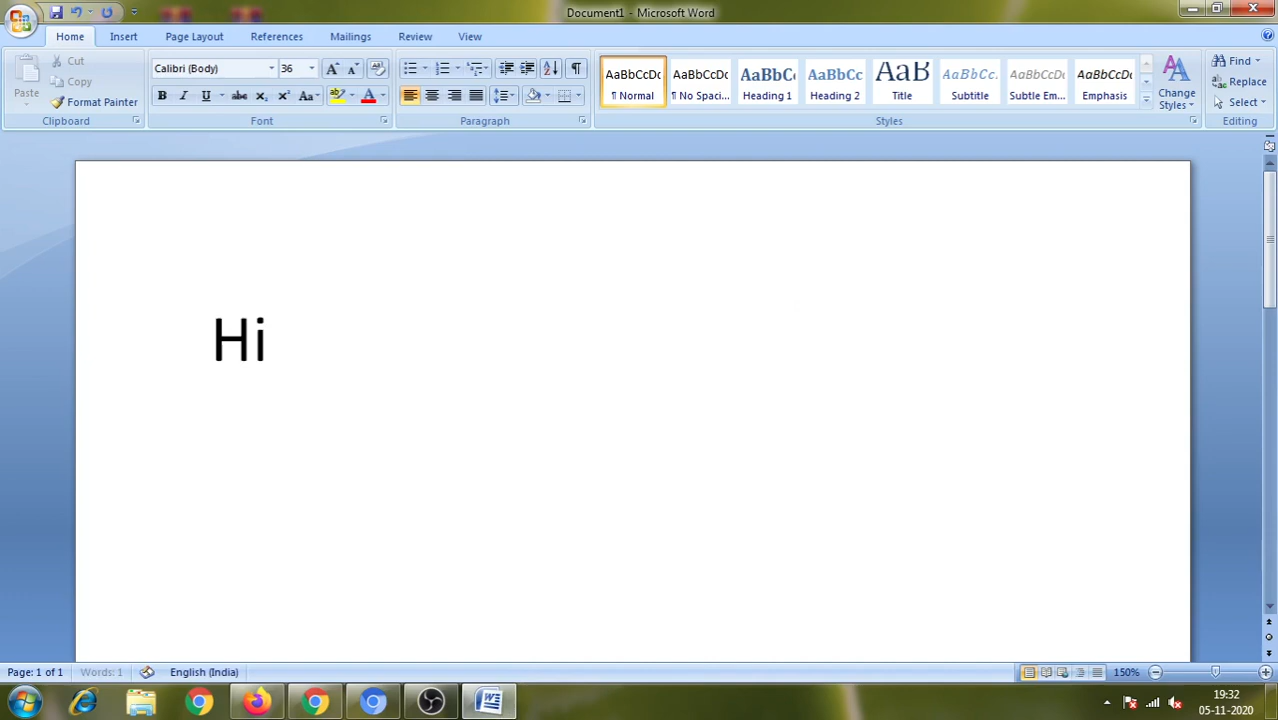 Document1 - Microsoft Word
Home Insert Page Layout References Mailings Review View
Paste
Cut
Copy
Format Painter
Clipboard
Calibri (Body) 36
Font
Paragraph
AaBbCcDc AaBbCcDc AaBbC AaBbCc AaB AaBbCc. AaBbCcDc AaBbCcDc
¶ Normal ¶ No Spaci... Heading 1 Heading 2 Title Subtitle Subtle Em... Emphasis
Change
Styles
Styles
Find
Replace
Select
Editing
Hi
Page: 1 of 1 Words: 1 English (India) 150%
19:32
05-11-2020